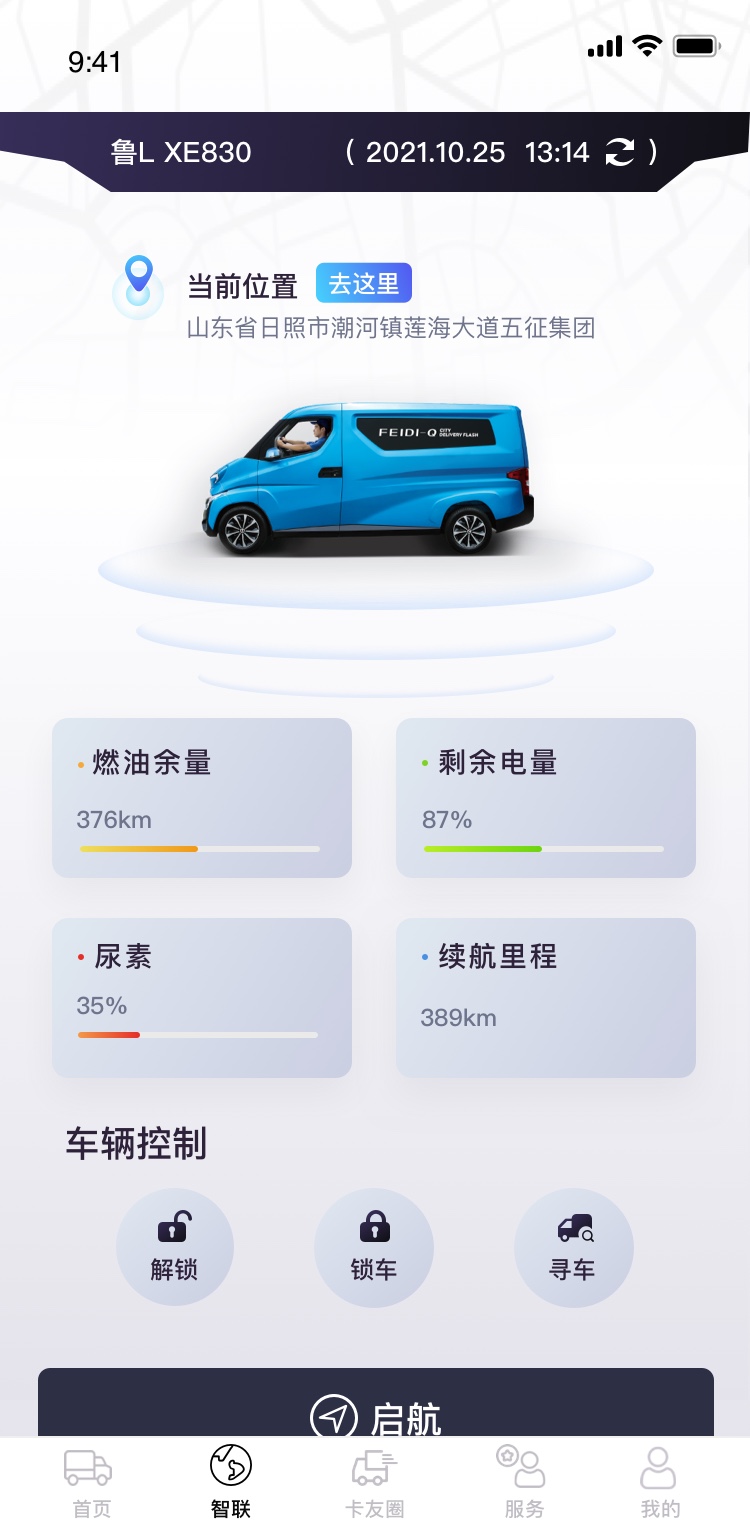 9:41
鲁L XE830 ( 2021.10.25 13:14 )
当前位置 去这里
山东省日照市潮河镇莲海大道五征集团
FEIDI-Q CITY DELIVERY FLASH
燃油余量
376km
剩余电量
87%
尿素
35%
续航里程
389km
车辆控制
解锁
锁车
寻车
启航
首页
智联
卡友圈
服务
我的